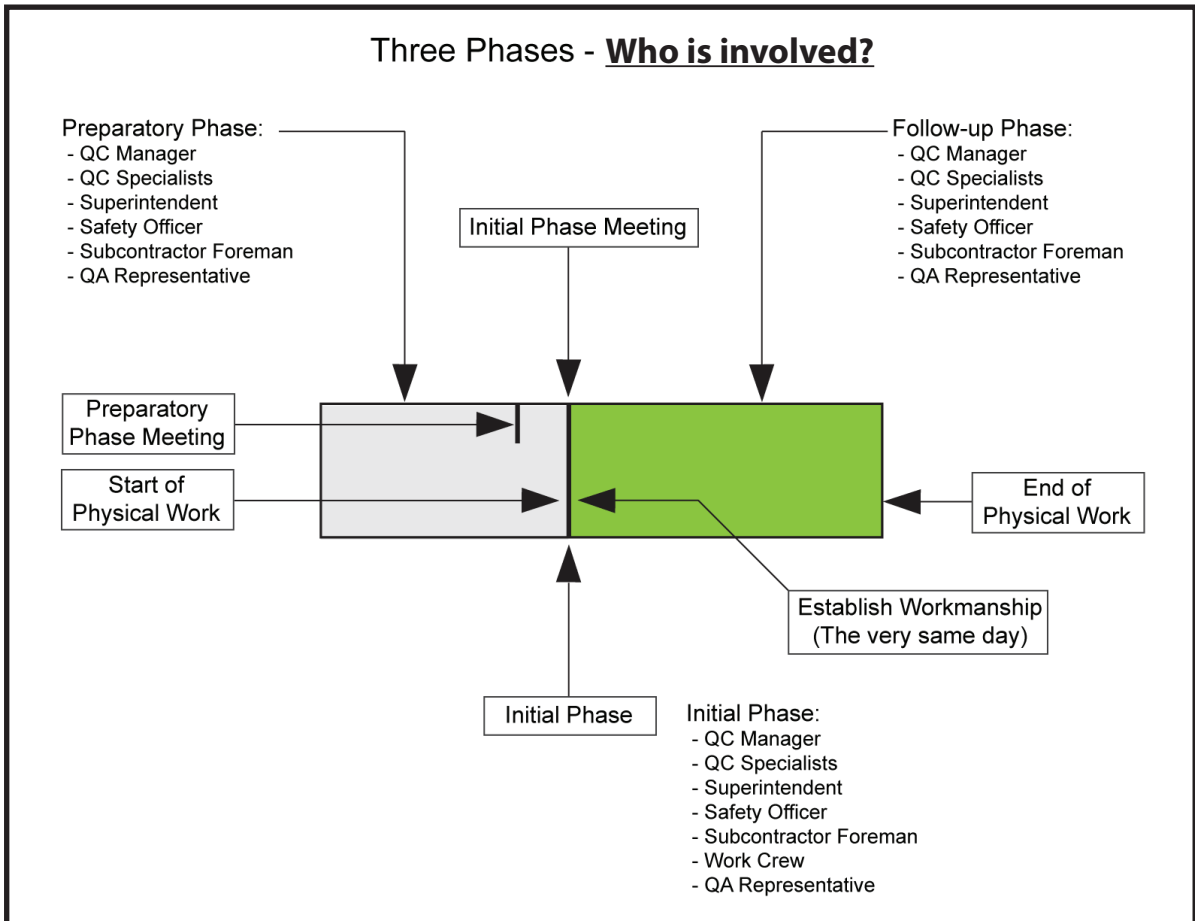 Three Phases - Who is involved?
Preparatory Phase:
- QC Manager
- QC Specialists
- Superintendent
- Safety Officer
- Subcontractor Foreman
- QA Representative
Follow-up Phase:
- QC Manager
- QC Specialists
- Superintendent
- Safety Officer
- Subcontractor Foreman
- QA Representative
Initial Phase Meeting
Preparatory
Phase Meeting
Start of
Physical Work
End of
Physical Work
Establish Workmanship
(The very same day)
Initial Phase
Initial Phase:
- QC Manager
- QC Specialists
- Superintendent
- Safety Officer
- Subcontractor Foreman
- Work Crew
- QA Representative